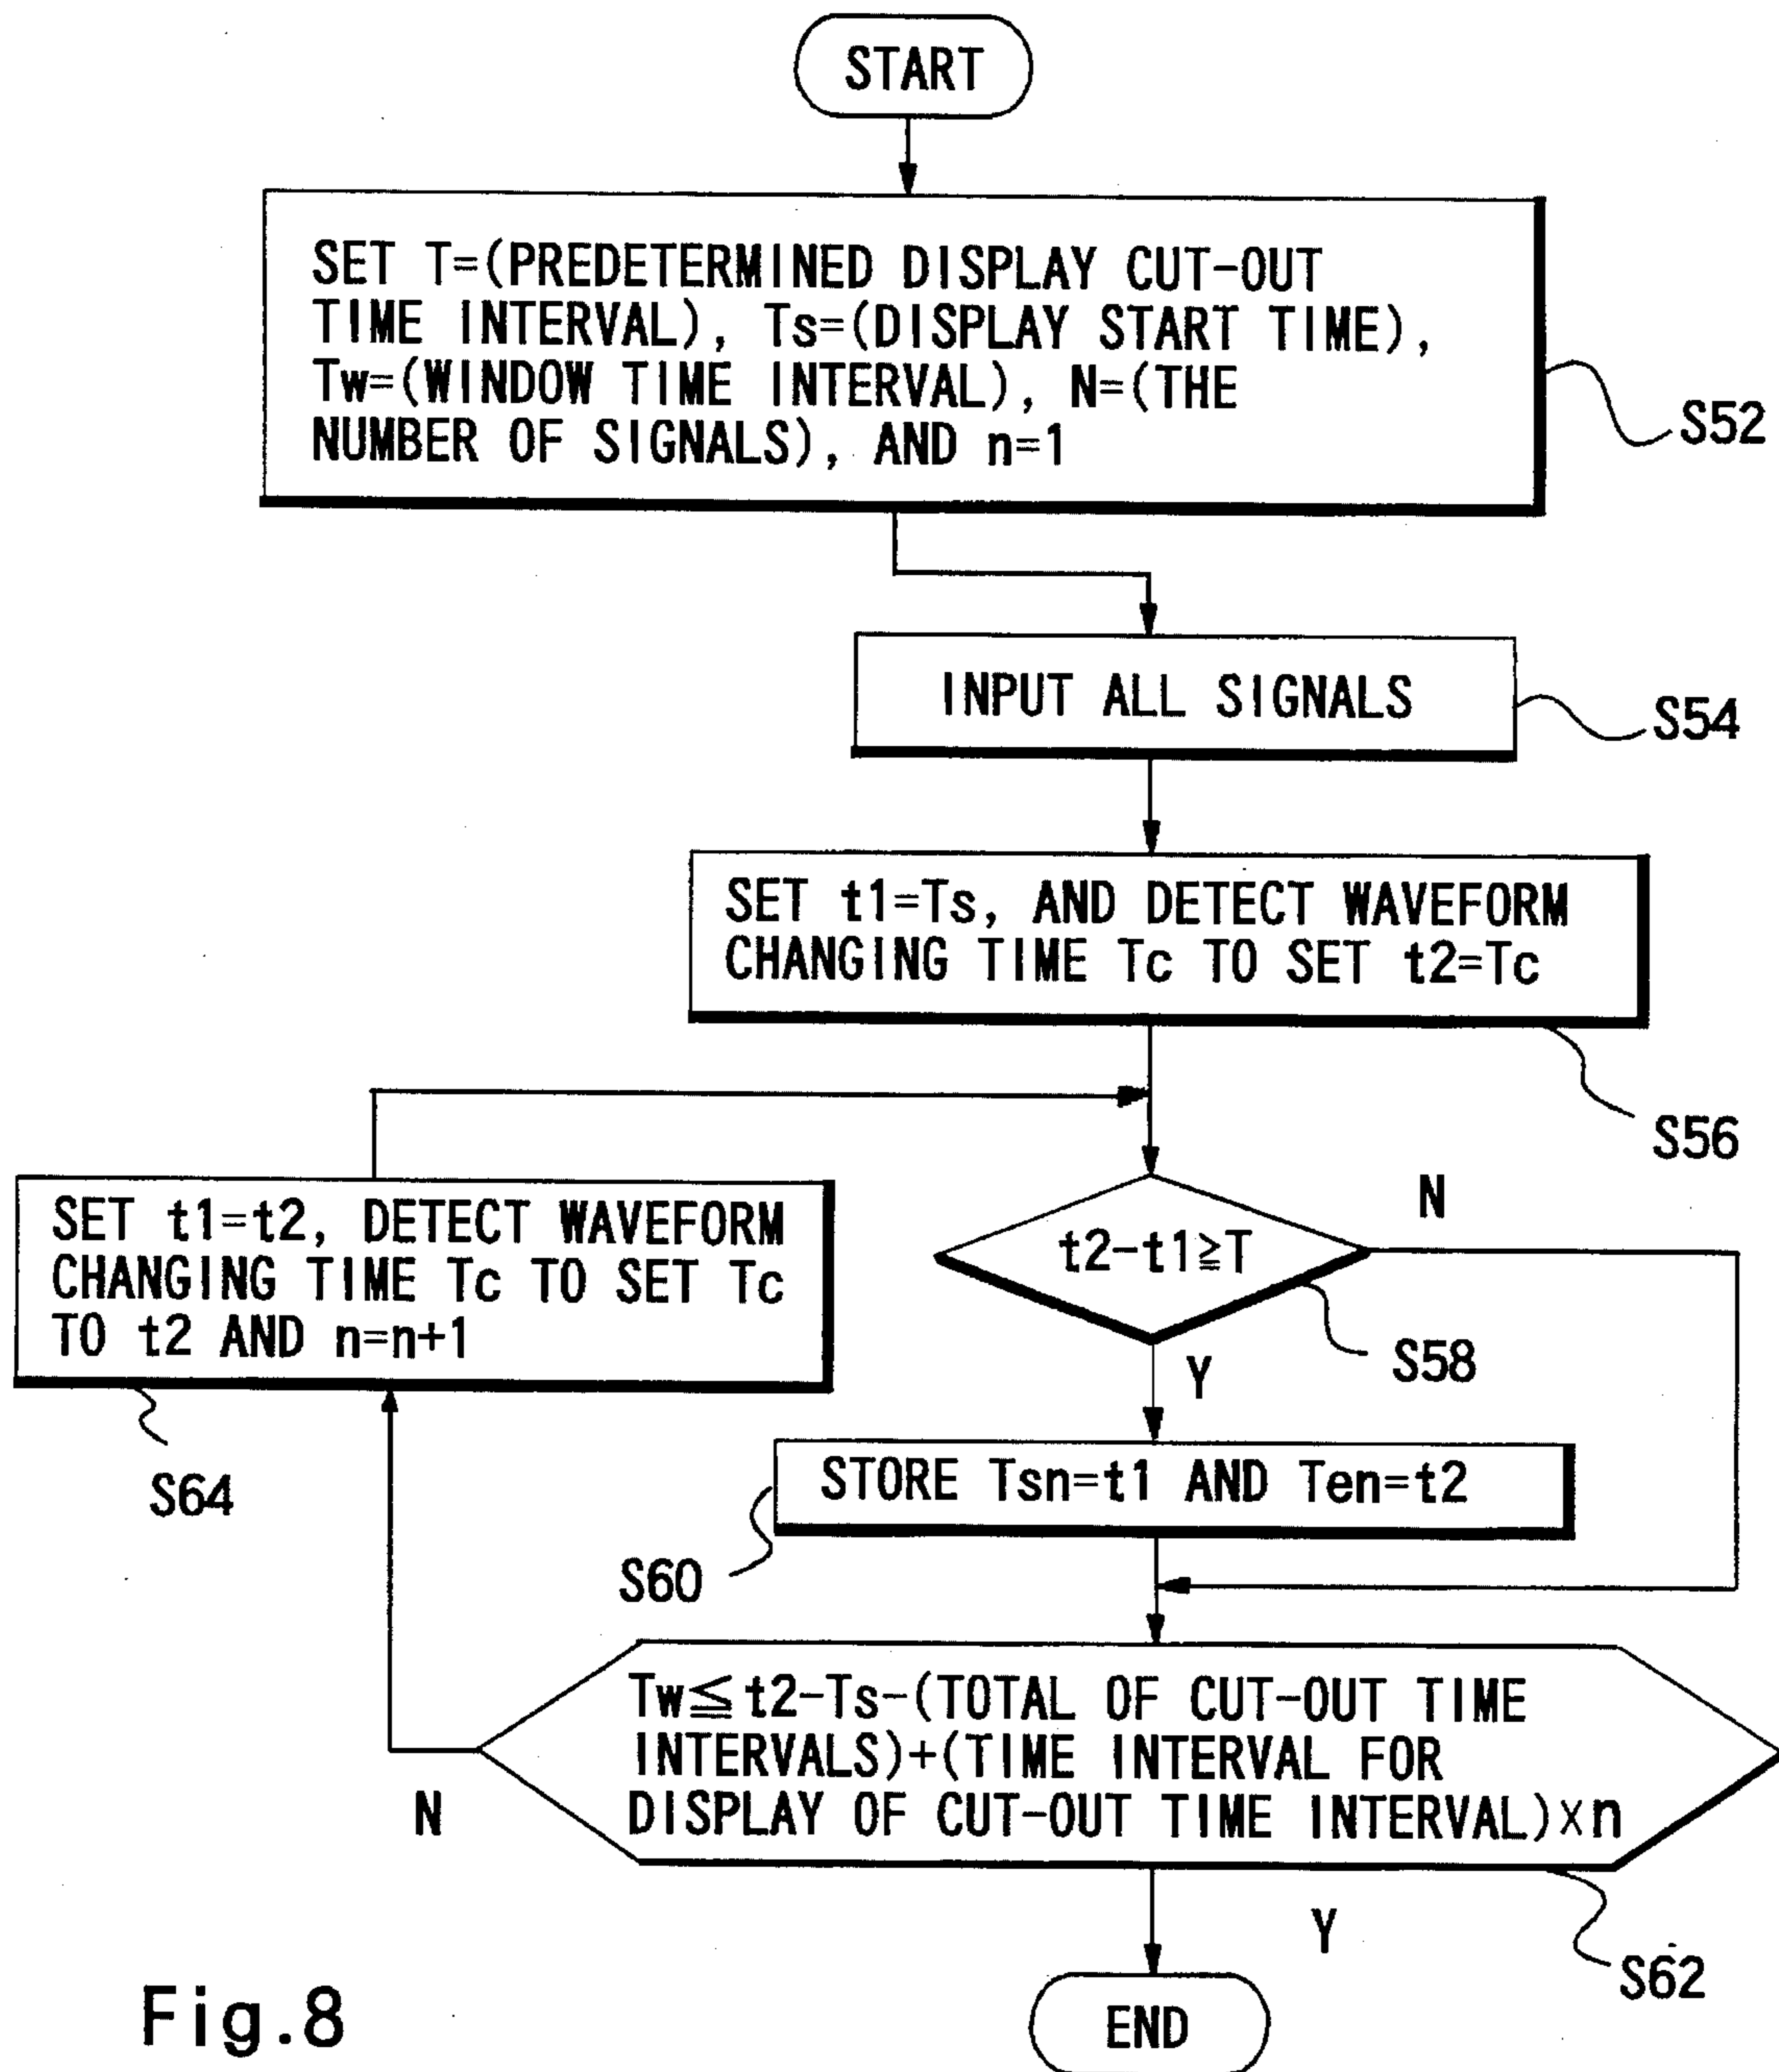 START
SET T=(PREDETERMINED DISPLAY CUT-OUT
TIME INTERVAL), Ts=(DISPLAY START TIME),
Tw=(WINDOW TIME INTERVAL), N=(THE
NUMBER OF SIGNALS), AND n=1
S52
INPUT ALL SIGNALS
S54
SET t1=Ts, AND DETECT WAVEFORM
CHANGING TIME Tc TO SET t2=Tc
S56
SET t1=t2, DETECT WAVEFORM
CHANGING TIME Tc TO SET Tc
TO t2 AND n=n+1
S64
t2-t1≧T
N
S58
Y
STORE Tsn=t1 AND Ten=t2
S60
Tw≦t2-Ts-(TOTAL OF CUT-OUT TIME
INTERVALS)+(TIME INTERVAL FOR
DISPLAY OF CUT-OUT TIME INTERVAL)×n
N
Y
S62
END
Fig.8